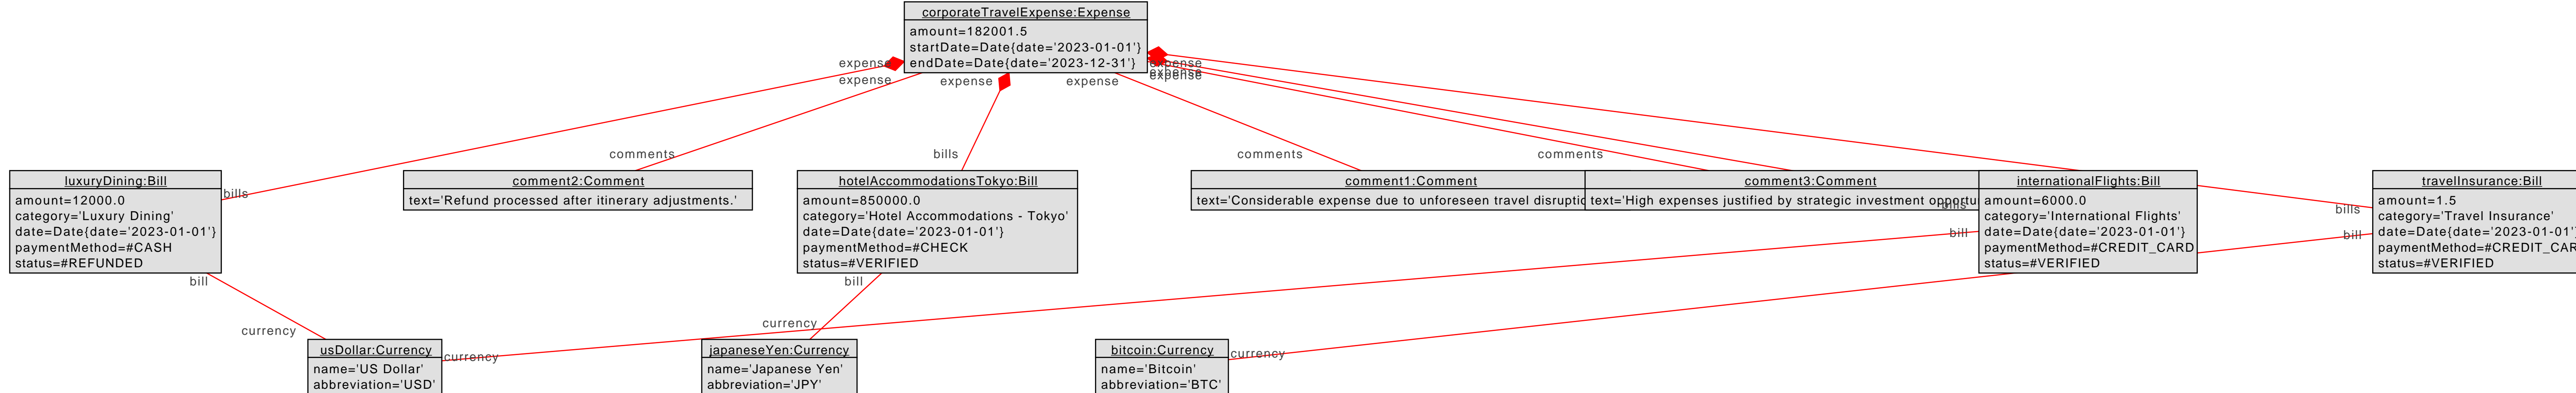 corporateTravelExpense:Expense
amount=182001.5
startDate=Date{date='2023-01-01'}
endDate=Date{date='2023-12-31'}
expense
expense
expense
expense
expense
expense
expense
comments
bills
comments
comments
bills
bills
bills
luxuryDining:Bill
amount=12000.0
category='Luxury Dining'
date=Date{date='2023-01-01'}
paymentMethod=#CASH
status=#REFUNDED
comment2:Comment
text='Refund processed after itinerary adjustments.'
hotelAccommodationsTokyo:Bill
amount=850000.0
category='Hotel Accommodations - Tokyo'
date=Date{date='2023-01-01'}
paymentMethod=#CHECK
status=#VERIFIED
comment1:Comment
text='Considerable expense due to unforeseen travel
comment3:Comment
text='High expenses justified by strategic investment
internationalFlights:Bill
amount=6000.0
category='International Flights'
date=Date{date='2023-01-01'}
paymentMethod=#CREDIT_CARD
status=#VERIFIED
travelInsurance:Bill
amount=1.5
category='Travel Insurance'
date=Date{date='2023-01-01'
paymentMethod=#CREDIT_CAR
status=#VERIFIED
bill
bill
bill
bill
currency
currency
currency
currency
usDollar:Currency
name='US Dollar'
abbreviation='USD'
japaneseYen:Currency
name='Japanese Yen'
abbreviation='JPY'
bitcoin:Currency
name='Bitcoin'
abbreviation='BTC'